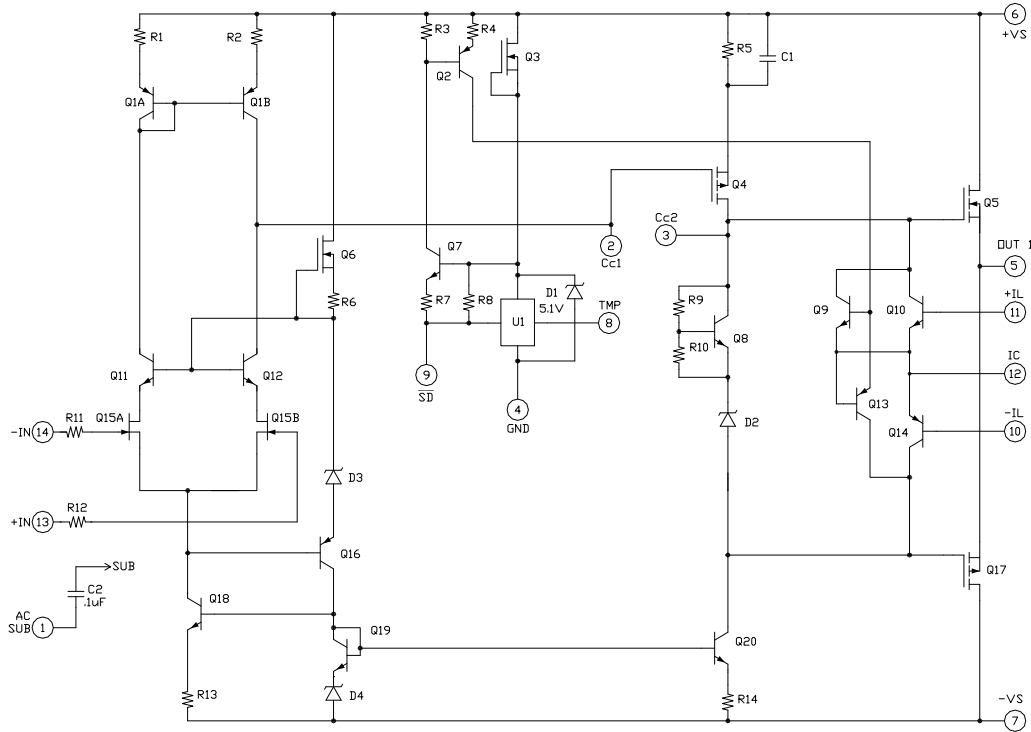 6
+VS
R1
R2
R3
R4
Q3
R5
C1
Q2
Q1A
Q1B
Q4
Q5
Cc2
3
2
Cc1
OUT 1
5
Q6
Q7
R6
R7
R8
D1
5.1V
TMP
8
U1
R9
Q8
R10
Q9
Q10
+IL
11
IC
12
Q11
Q12
9
SD
4
GND
Q13
Q14
-IL
10
Q15A
Q15B
R11
-IN 14
D2
D3
R12
+IN 13
Q16
SUB
C2
.1uF
AC
SUB 1
Q18
Q19
Q17
Q20
R13
D4
R14
-VS
7